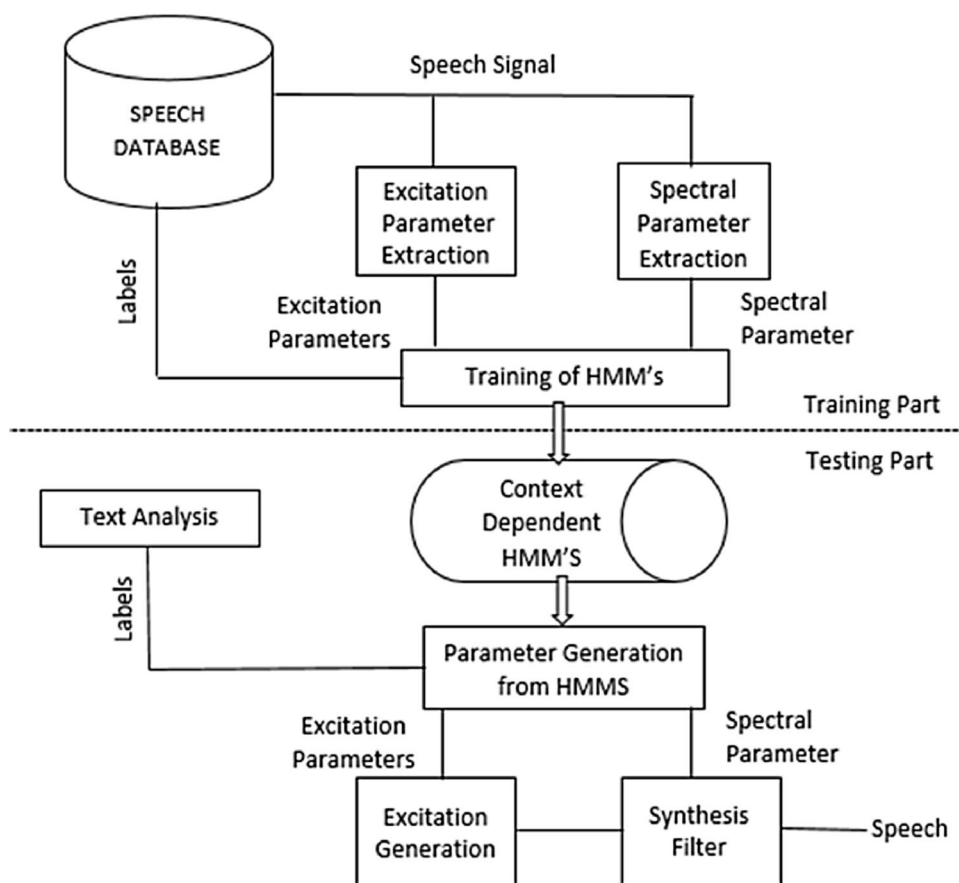 Speech Signal
SPEECH
DATABASE
Excitation
Parameter
Extraction
Spectral
Parameter
Extraction
Labels
Excitation
Parameters
Spectral
Parameter
Training of HMM's
Training Part
Testing Part
Context
Dependent
HMM'S
Text Analysis
Labels
Parameter Generation
from HMMS
Excitation
Parameters
Spectral
Parameter
Excitation
Generation
Synthesis
Filter
Speech